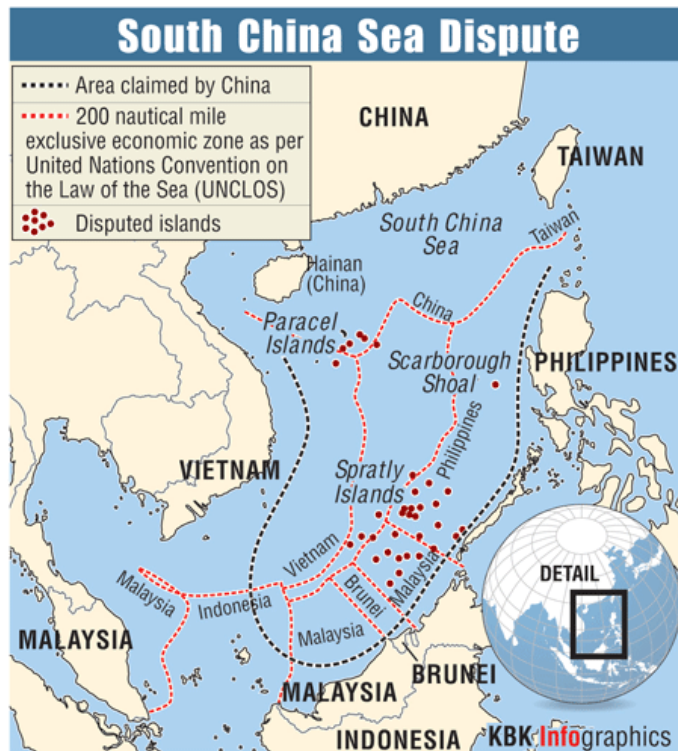 South China Sea Dispute
Area claimed by China
200 nautical mile
exclusive economic zone as per
United Nations Convention on
the Law of the Sea (UNCLOS)
Disputed islands
CHINA
TAIWAN
South China
Sea
Taiwan
Hainan
(China)
China
Paracel
Islands
Scarborough
Shoal
PHILIPPINES
Philippines
VIETNAM
Spratly
Islands
Vietnam
Malaysia
Brunei
Malaysia
Indonesia
Malaysia
DETAIL
MALAYSIA
MALAYSIA
BRUNEI
INDONESIA
KBK Infographics